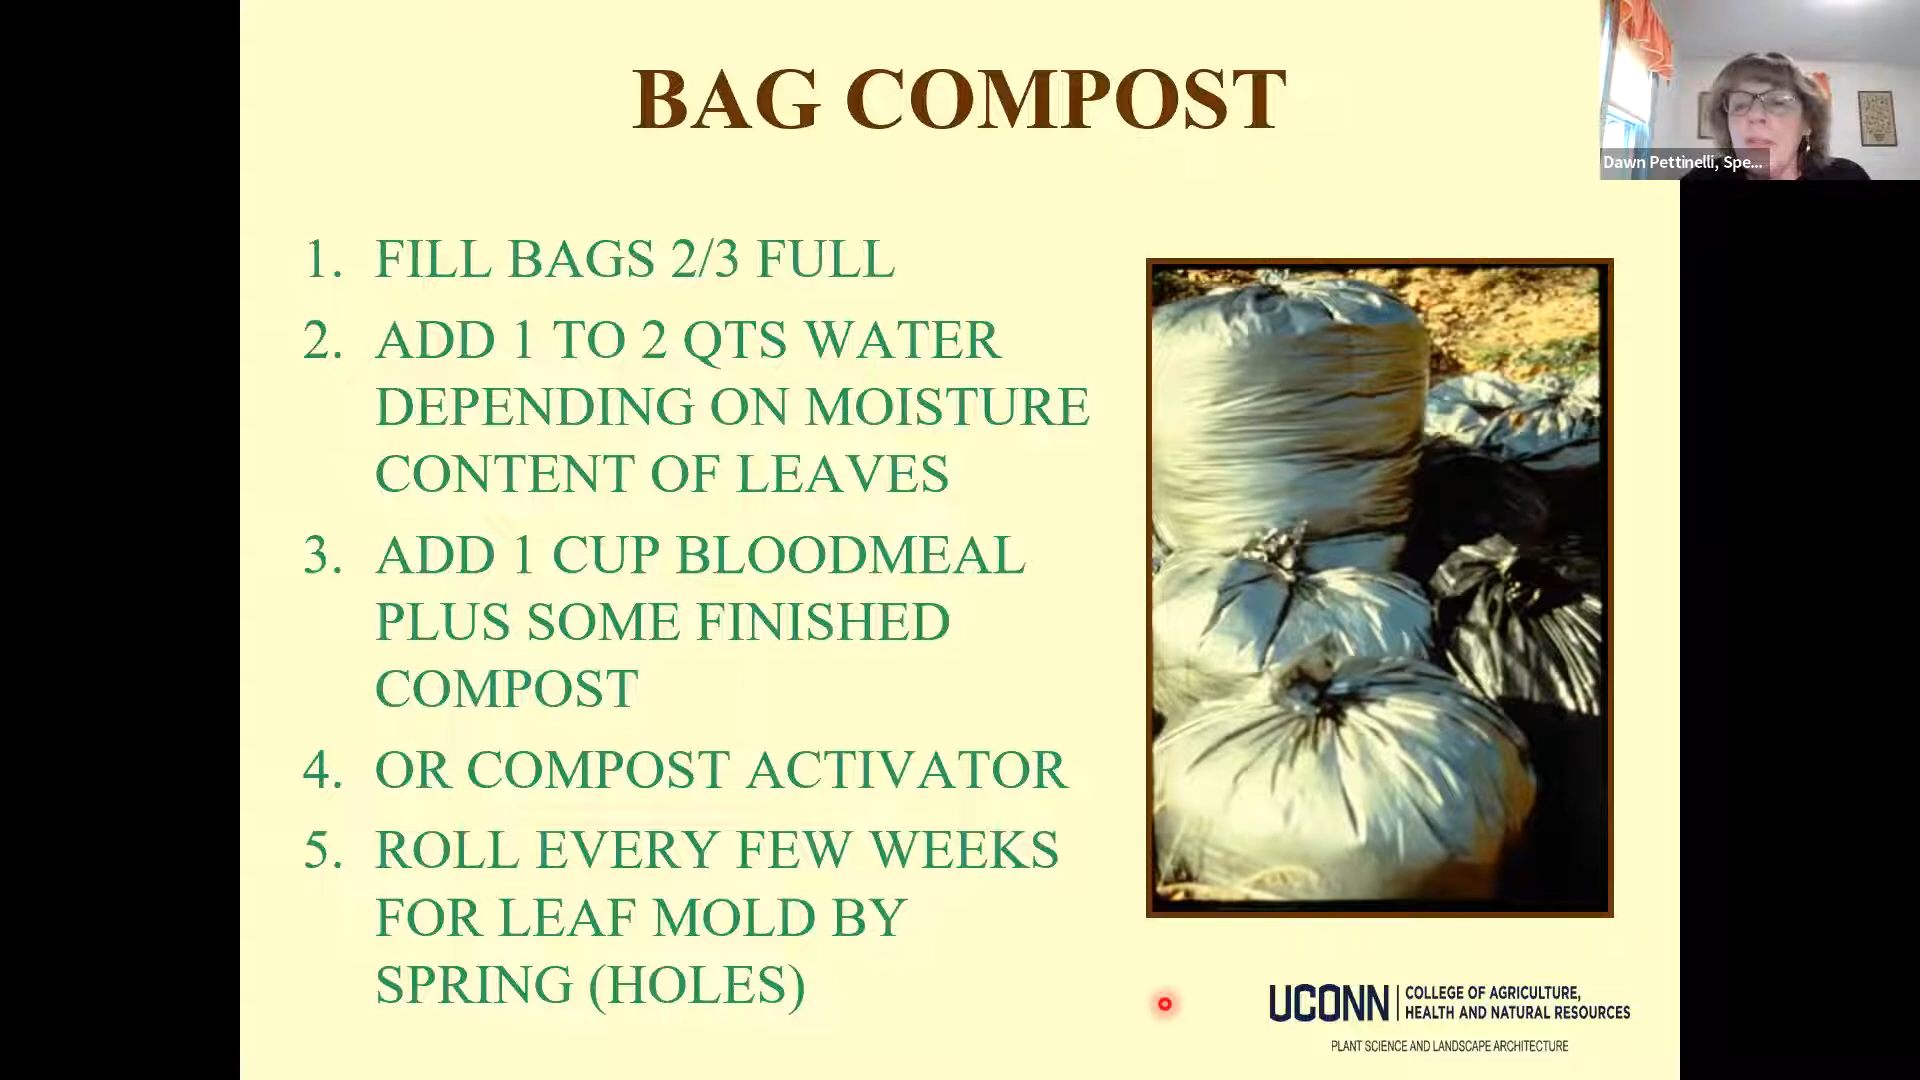 BAG COMPOST
Dawn Pettinelli, Spe...
1. FILL BAGS 2/3 FULL
2. ADD 1 TO 2 QTS WATER
DEPENDING ON MOISTURE
CONTENT OF LEAVES
3. ADD 1 CUP BLOODMEAL
PLUS SOME FINISHED
COMPOST
4. OR COMPOST ACTIVATOR
5. ROLL EVERY FEW WEEKS
FOR LEAF MOLD BY
SPRING (HOLES)
UCONN
COLLEGE OF AGRICULTURE,
HEALTH AND NATURAL RESOURCES
PLANT SCIENCE AND LANDSCAPE ARCHITECTURE